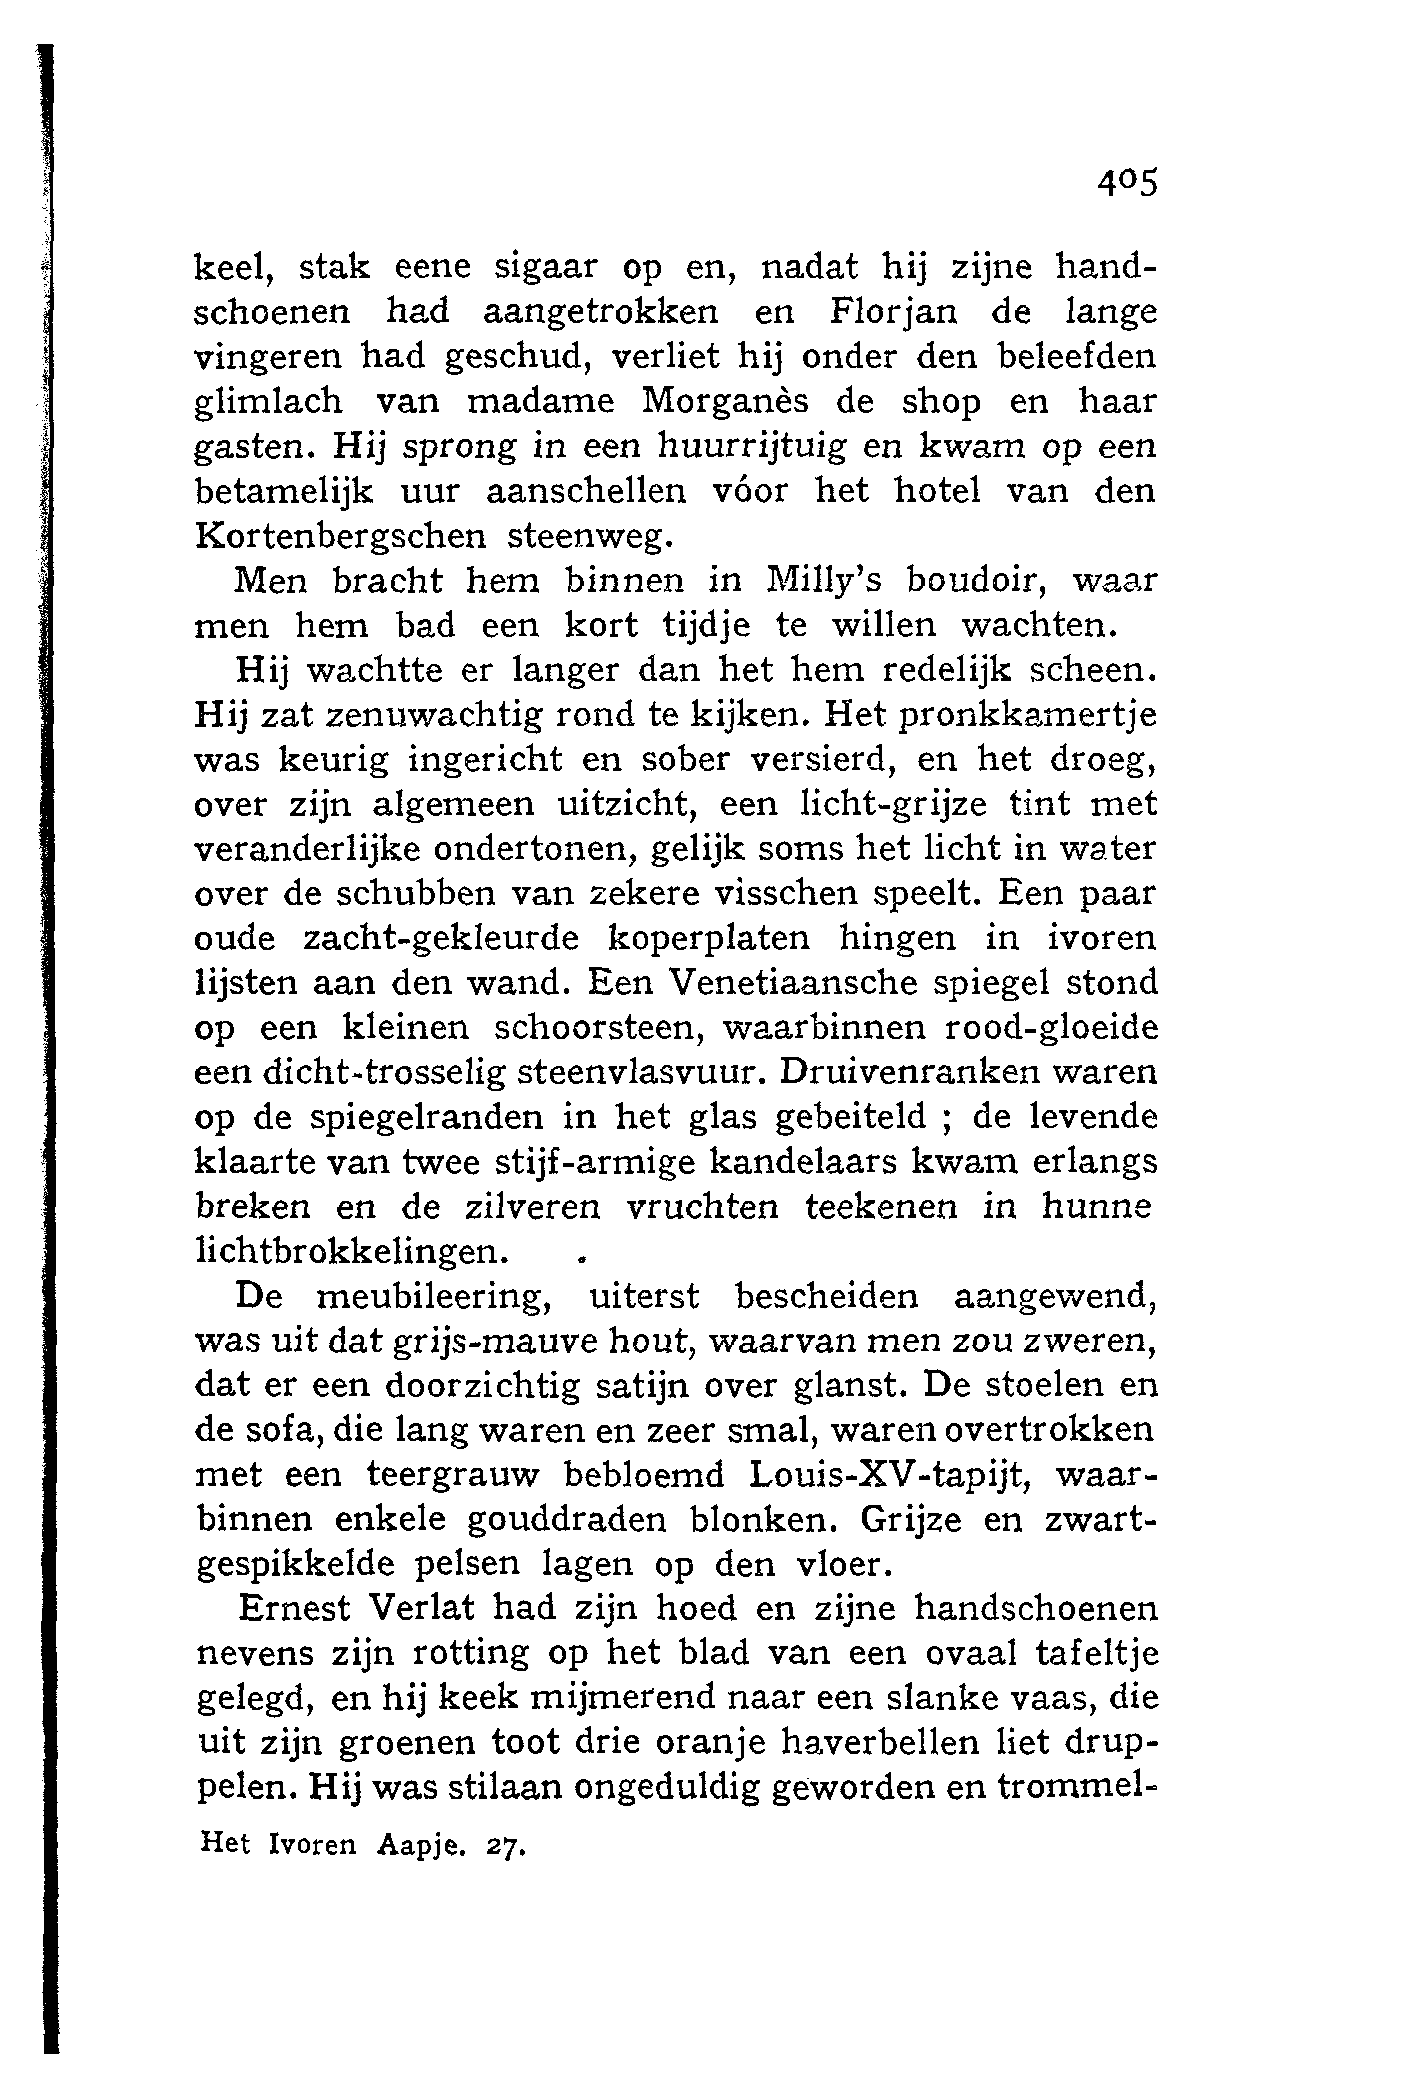 405
keel, stak eene sigaar op en, nadat hij zijne hand-
schoenen had aangetrokken en Florjan de lange
vingeren had geschud, verliet hij onder den beleefden
glimlach van madame Morganès de shop en haar
gasten. Hij sprong in een huurrijtuig en kwam op een
betamelijk uur aanschellen vóor het hotel van den
Kortenbergschen steenweg.
Men bracht hem binnen in Milly's boudoir, waar
men hem bad een kort tijdje te willen wachten.
Hij wachtte er langer dan het hem redelijk scheen.
Hij zat zenuwachtig rond te kijken. Het pronkkamertje
was keurig ingericht en sober versierd, en het droeg,
over zijn algemeen uitzicht, een licht-grijze tint met
veranderlijke ondertonen, gelijk soms het licht in water
over de schubben van zekere visschen speelt. Een paar
oude zacht-gekleurde koperplaten hingen in ivoren
lijsten aan den wand. Een Venetiaansche spiegel stond
op een kleinen schoorsteen, waarbinnen rood-gloeide
een dicht-trosselig steenvlasvuur. Druivenranken waren
op de spiegelranden in het glas gebeiteld ; de levende
klaarte van twee stijf-armige kandelaars kwam erlangs
breken en de zilveren vruchten teekenen in hunne
lichtbrokkelingen.
De meubileering, uiterst bescheiden aangewend,
was uit dat grijs-mauve hout, waarvan men zou zweren,
dat er een doorzichtig satijn over glanst. De stoelen en
de sofa, die lang waren en zeer smal, waren overtrokken
met een teergrauw bebloemd Louis-XV-tapijt, waar-
binnen enkele gouddraden blonken. Grijze en zwart-
gespikkelde pelsen lagen op den vloer.
Ernest Verlat had zijn hoed en zijne handschoenen
nevens zijn rotting op het blad van een ovaal tafeltje
gelegd, en hij keek mijmerend naar een slanke vaas, die
uit zijn groenen toot drie oranje haverbellen liet drup-
pelen. Hij was stilaan ongeduldig geworden en trommel-
Het Ivoren Aapje. 27.